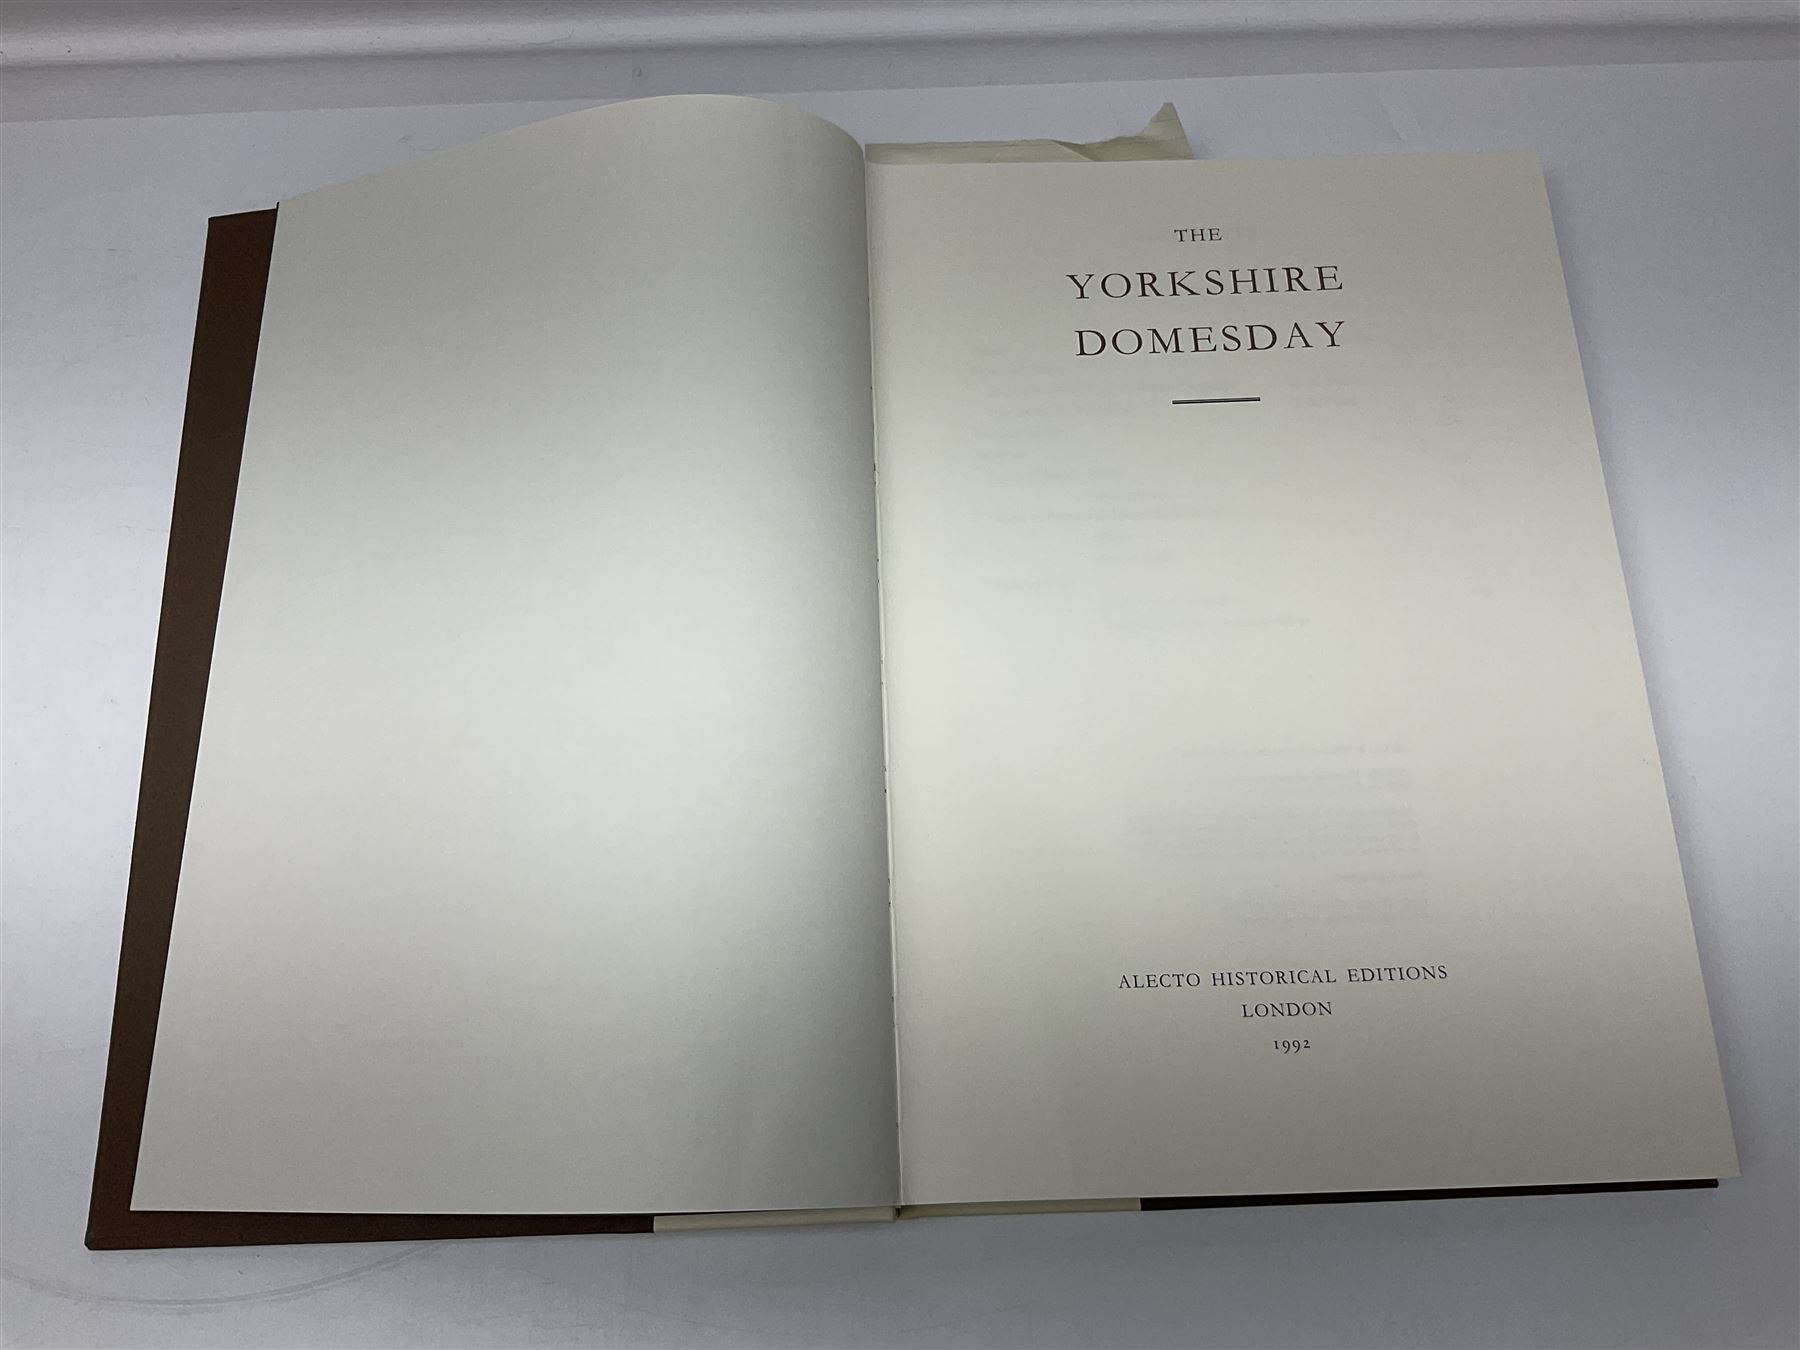 THE
YORKSHIRE
DOMESDAY
ALECTO HISTORICAL EDITIONS
LONDON
1992